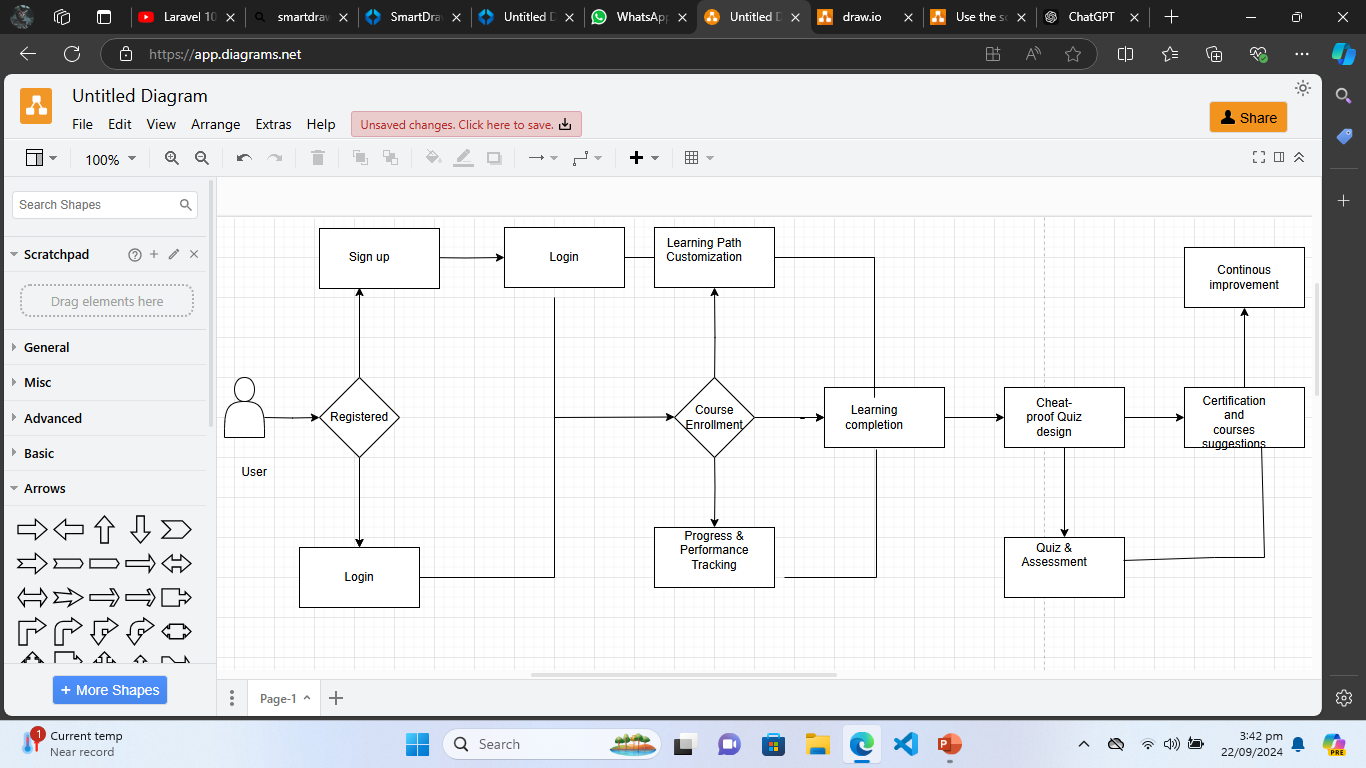 Laravel 10
smartdraw
SmartDra
Untitled D
WhatsApp
Untitled D
draw.io
Use the sc
ChatGPT
https://app.diagrams.net
Untitled Diagram
File Edit View Arrange Extras Help
Unsaved changes. Click here to save.
Share
100%
Search Shapes
Scratchpad
Drag elements here
General
Misc
Advanced
Basic
Arrows
+ More Shapes
Sign up
Login
Learning Path
Customization
Continous
improvement
Registered
Course
Enrollment
Learning
completion
Cheat-
proof Quiz
design
Certification
and
courses
suggestions
User
Login
Progress &
Performance
Tracking
Quiz &
Assessment
Page-1
1
Current temp
Near record
Search
3:42 pm
22/09/2024
PRE